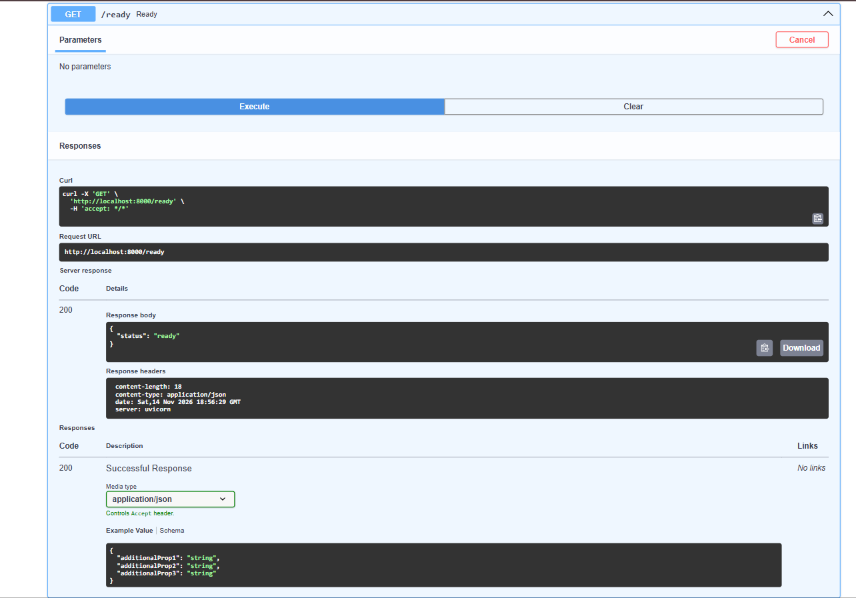 GET /ready Ready
Parameters
Cancel
No parameters
Execute
Clear
Responses
Curl
curl -X 'GET' \
'http://localhost:8000/ready' \
-H 'accept: */*'
Request URL
http://localhost:8000/ready
Server response
Code Details
200
Response body
{
"status": "ready"
}
Download
Response headers
content-length: 18
content-type: application/json
date: Sat,14 Nov 2026 18:56:29 GMT
server: uvicorn
Responses
Code Description Links
200 Successful Response No links
Media type
application/json
Controls Accept header.
Example Value | Schema
{
"additionalProp1": "string",
"additionalProp2": "string",
"additionalProp3": "string"
}